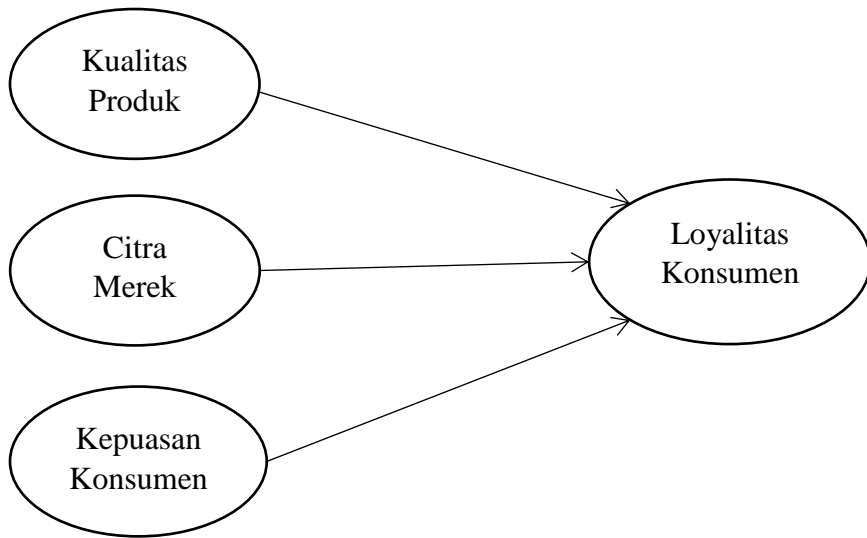 Kualitas
Produk
Citra
Merek
Loyalitas
Konsumen
Kepuasan
Konsumen